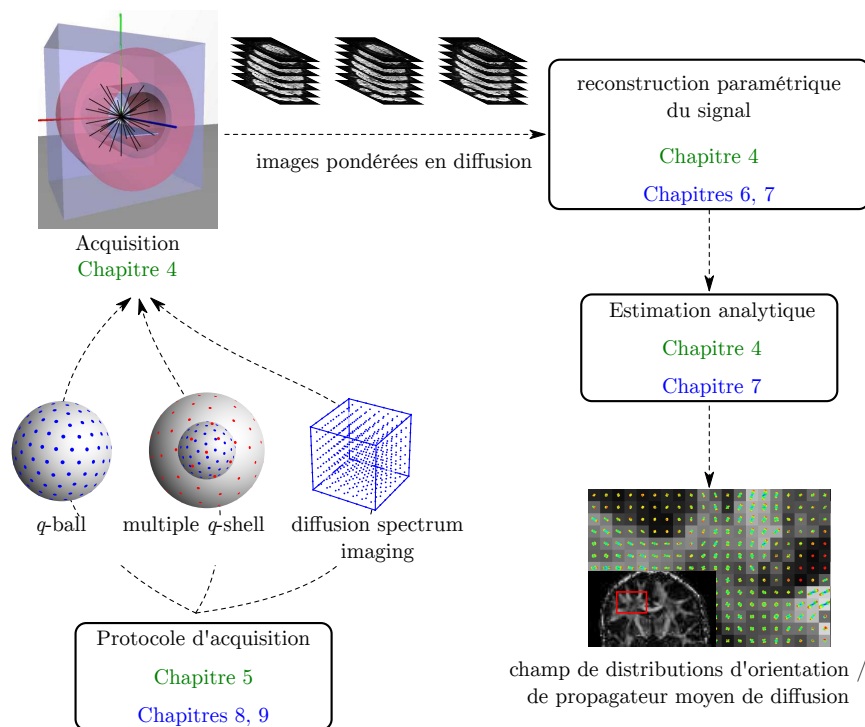 images pondérées en diffusion
reconstruction paramétrique
du signal
Chapitre 4
Chapitres 6, 7
Acquisition
Chapitre 4
Estimation analytique
Chapitre 4
Chapitre 7
q-ball
multiple q-shell
diffusion spectrum
imaging
Protocole d'acquisition
Chapitre 5
Chapitres 8, 9
champ de distributions d'orientation /
de propagateur moyen de diffusion